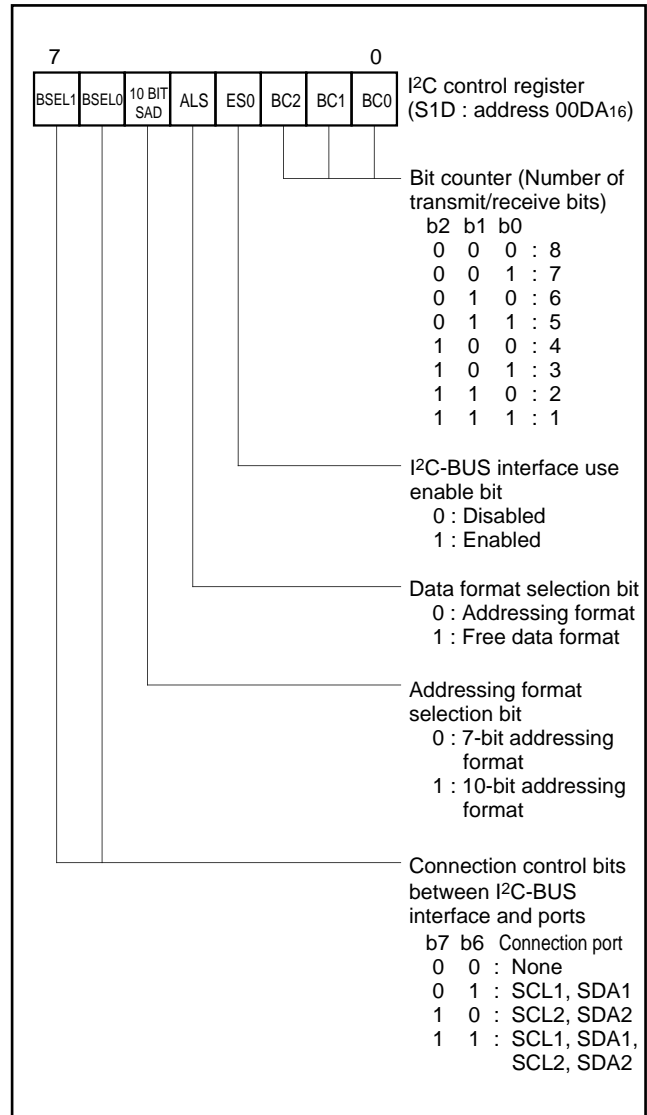 7 0
BSEL1 BSEL0 10 BIT SAD ALS ES0 BC2 BC1 BC0
I2C control register
(S1D : address 00DA16)
Bit counter (Number of
transmit/receive bits)
b2 b1 b0
0 0 0 : 8
0 0 1 : 7
0 1 0 : 6
0 1 1 : 5
1 0 0 : 4
1 0 1 : 3
1 1 0 : 2
1 1 1 : 1
I2C-BUS interface use
enable bit
0 : Disabled
1 : Enabled
Data format selection bit
0 : Addressing format
1 : Free data format
Addressing format
selection bit
0 : 7-bit addressing
format
1 : 10-bit addressing
format
Connection control bits
between I2C-BUS
interface and ports
b7 b6 Connection port
0 0 : None
0 1 : SCL1, SDA1
1 0 : SCL2, SDA2
1 1 : SCL1, SDA1,
SCL2, SDA2